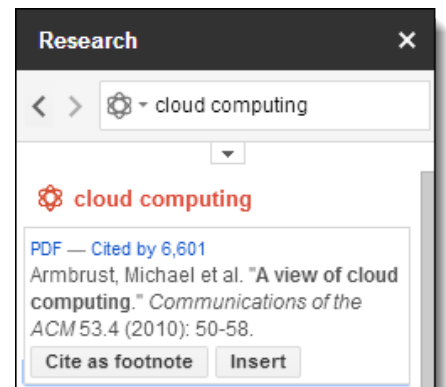 Research
cloud computing
cloud computing
PDF — Cited by 6,601
Armbrust, Michael et al. "A view of cloud
computing." Communications of the
ACM 53.4 (2010): 50-58.
Cite as footnote Insert